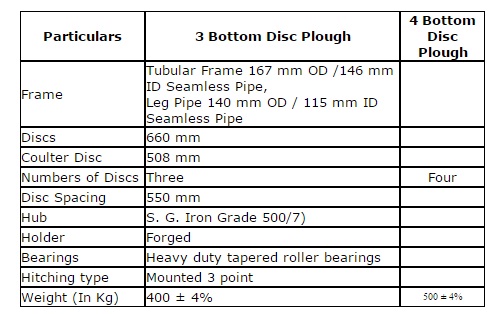 Particulars 3 Bottom Disc Plough 4 Bottom
Disc
Plough
Frame Tubular Frame 167 mm OD /146 mm
ID Seamless Pipe,
Leg Pipe 140 mm OD / 115 mm ID
Seamless Pipe
Discs 660 mm
Coulter Disc 508 mm
Numbers of Discs Three Four
Disc Spacing 550 mm
Hub S. G. Iron Grade 500/7)
Holder Forged
Bearings Heavy duty tapered roller bearings
Hitching type Mounted 3 point
Weight (In Kg) 400 ± 4% 500 ± 4%